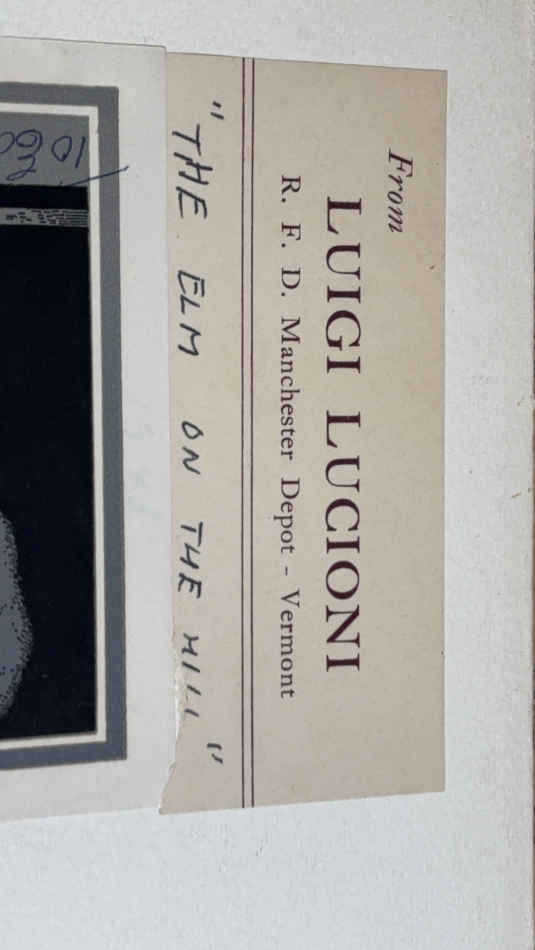 From
LUIGI LUCIONI
R. F. D. Manchester Depot - Vermont
"THE ELM ON THE HILL"